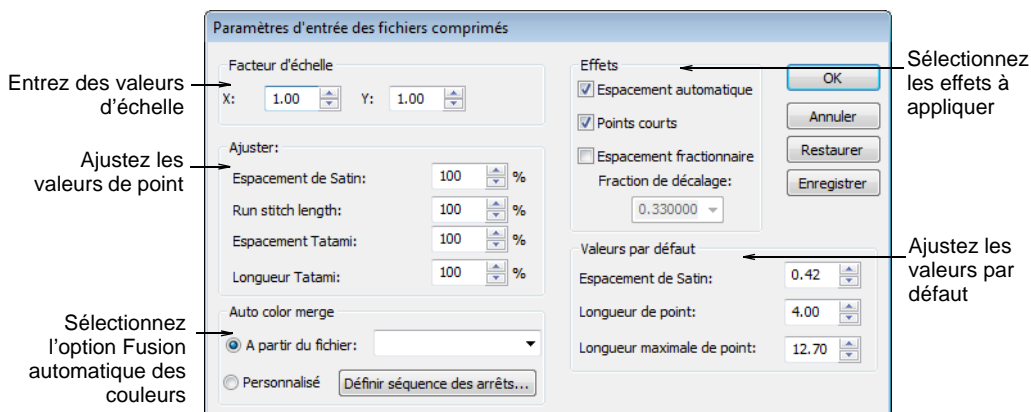 Paramètres d'entrée des fichiers comprimés
Entrez des valeurs
d'échelle
Facteur d'échelle
X: 1.00 Y: 1.00
Ajustez les
valeurs de point
Ajuster:
Espacement de Satin: 100 %
Run stitch length: 100 %
Espacement Tatami: 100 %
Longueur Tatami: 100 %
Sélectionnez
l'option Fusion
automatique des
couleurs
Auto color merge
A partir du fichier:
Personnalisé Définir séquence des arrêts...
Effets
Espacement automatique
Points courts
Espacement fractionnaire
Fraction de décalage:
0.330000
OK
Annuler
Restaurer
Enregistrer
Sélectionnez
les effets à
appliquer
Valeurs par défaut
Espacement de Satin: 0.42
Longueur de point: 4.00
Longueur maximale de point: 12.70
Ajustez les
valeurs par
défaut